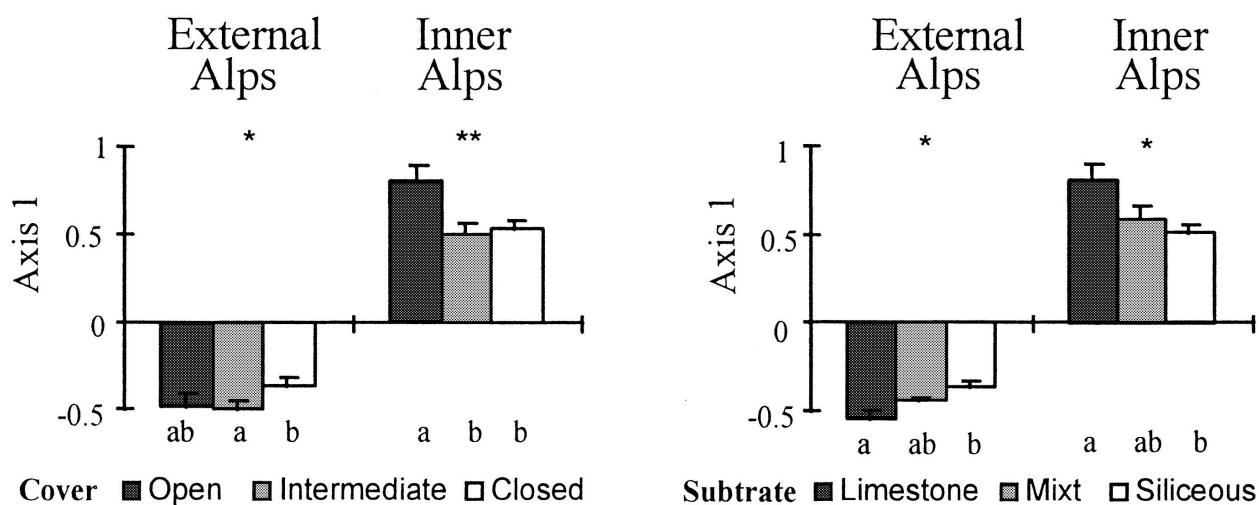 External Alps
Inner Alps
*
**
Axis 1
1
0.5
0
-0.5
ab a b
a b b
Cover Open Intermediate Closed
External Alps
Inner Alps
*
*
Axis 1
1
0.5
0
-0.5
a ab b
a ab b
Subtrate Limestone Mixt Siliceous